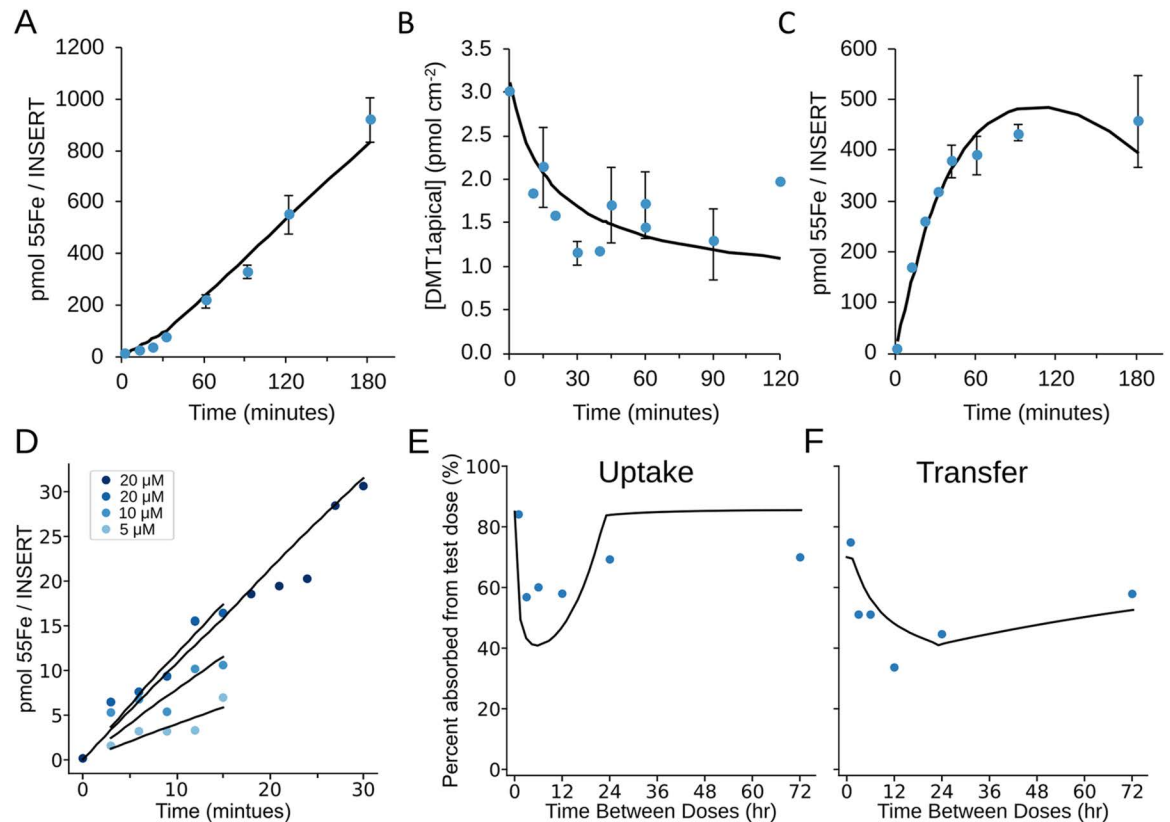 A
1200
1000
800
600
400
200
0
pmol 55Fe / INSERT
0 60 120 180
Time (minutes)
B
3.5
3.0
2.5
2.0
1.5
1.0
0.5
0.0
[DMT1apical] (pmol cm-2)
0 30 60 90 120
Time (minutes)
C
600
500
400
300
200
100
0
pmol 55Fe / INSERT
0 60 120 180
Time (minutes)
D
30
25
20
15
10
5
0
pmol 55Fe / INSERT
20 µM
20 µM
10 µM
5 µM
0 10 20 30
Time (mintues)
E
Uptake
100
80
60
40
20
0
Percent absorbed from test dose (%)
0 12 24 36 48 60 72
Time Between Doses (hr)
F
Transfer
100
80
60
40
20
0
0 12 24 36 48 60 72
Time Between Doses (hr)